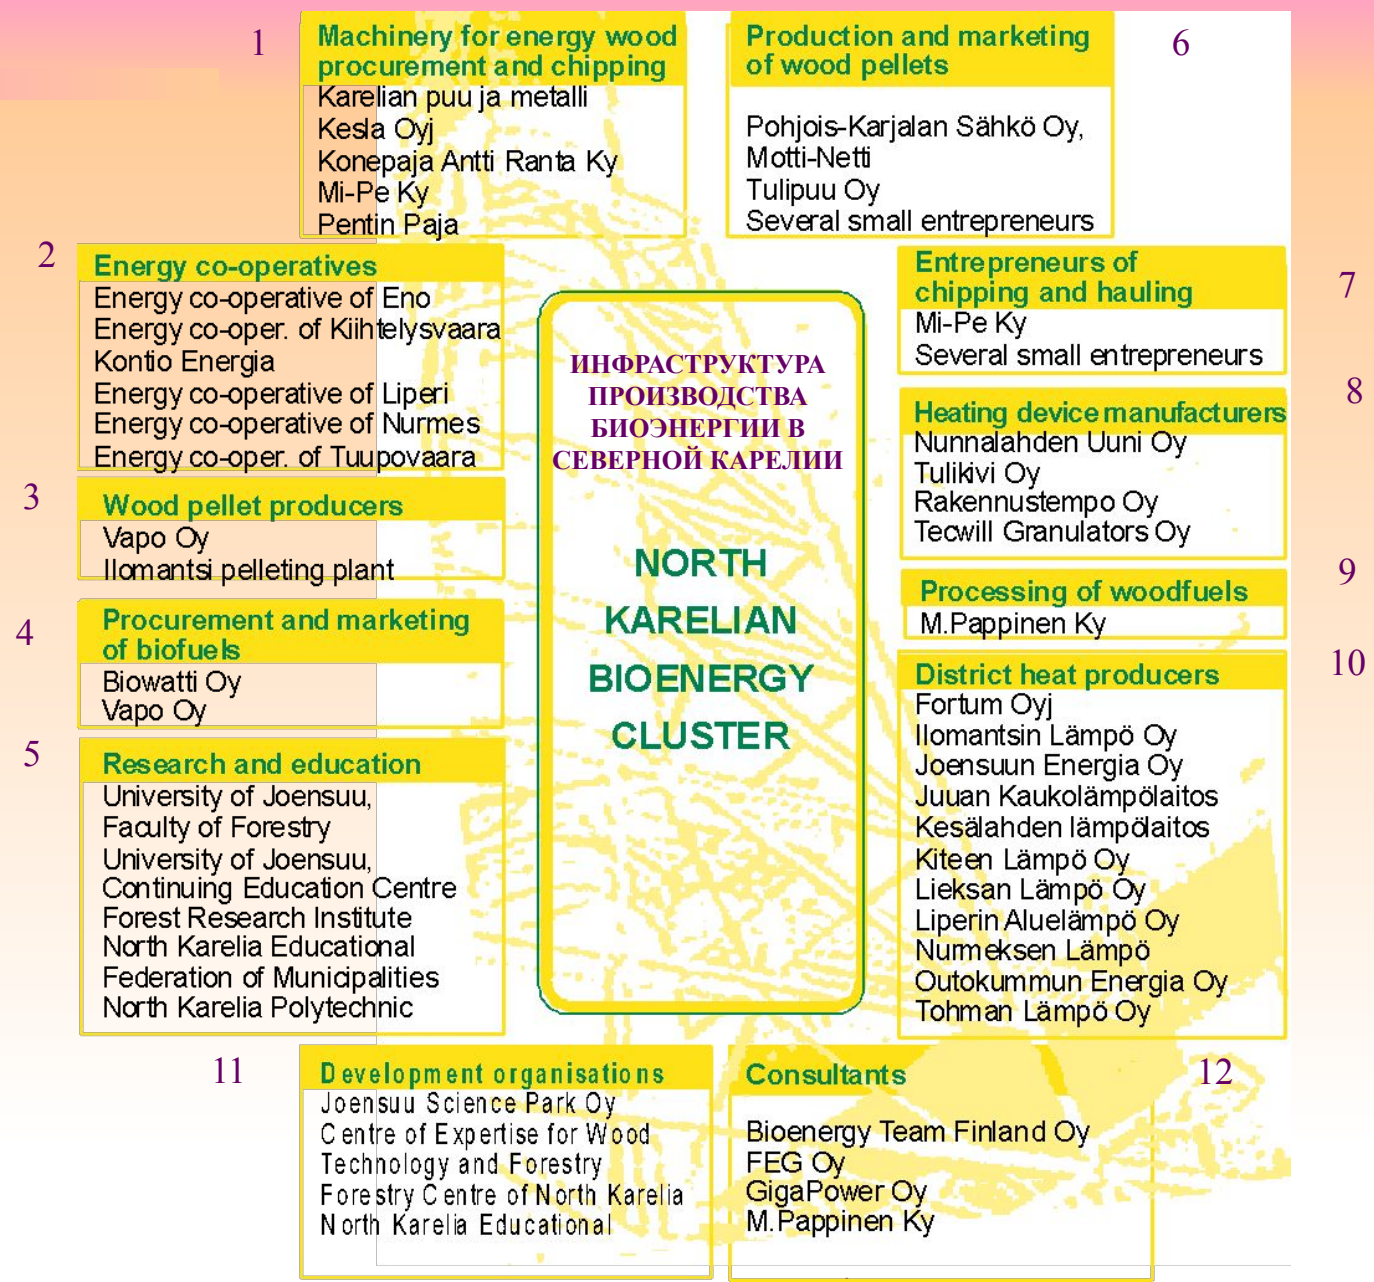 1
Machinery for energy wood
procurement and chipping
Karelian puu ja metalli
Kesla Oyj
Konepaja Antti Ranta Ky
Mi-Pe Ky
Pentin Paja
6
Production and marketing
of wood pellets
Pohjois-Karjalan Sähkö Oy,
Motti-Netti
Tulipuu Oy
Several small entrepreneurs
2
Energy co-operatives
Energy co-operative of Eno
Energy co-oper. of Kiihtelysvaara
Kontio Energia
Energy co-operative of Liperi
Energy co-operative of Nurmes
Energy co-oper. of Tuupovaara
3
Wood pellet producers
Vapo Oy
Ilomantsi pelleting plant
4
Procurement and marketing
of biofuels
Biowatti Oy
Vapo Oy
5
Research and education
University of Joensuu,
Faculty of Forestry
University of Joensuu,
Continuing Education Centre
Forest Research Institute
North Karelia Educational
Federation of Municipalities
North Karelia Polytechnic
ИНФРАСТРУКТУРА
ПРОИЗВОДСТВА
БИОЭНЕРГИИ В
СЕВЕРНОЙ КАРЕЛИИ
NORTH
KARELIAN
BIOENERGY
CLUSTER
7
Entrepreneurs of
chipping and hauling
Mi-Pe Ky
Several small entrepreneurs
8
Heating device manufacturers
Nunnalahden Uuni Oy
Tulikivi Oy
Rakennustempo Oy
Tecwill Granulators Oy
9
Processing of woodfuels
M.Pappinen Ky
10
District heat producers
Fortum Oyj
Ilomantsin Lämpö Oy
Joensuun Energia Oy
Juuan Kaukolämpölaitos
Kesälahden lämpölaitos
Kiteen Lämpö Oy
Lieksan Lämpö Oy
Liperin Aluelämpö Oy
Nurmeksen Lämpö
Outokummun Energia Oy
Tohman Lämpö Oy
11
Development organisations
Joensuu Science Park Oy
Centre of Expertise for Wood
Technology and Forestry
Forestry Centre of North Karelia
North Karelia Educational
12
Consultants
Bioenergy Team Finland Oy
FEG Oy
GigaPower Oy
M.Pappinen Ky